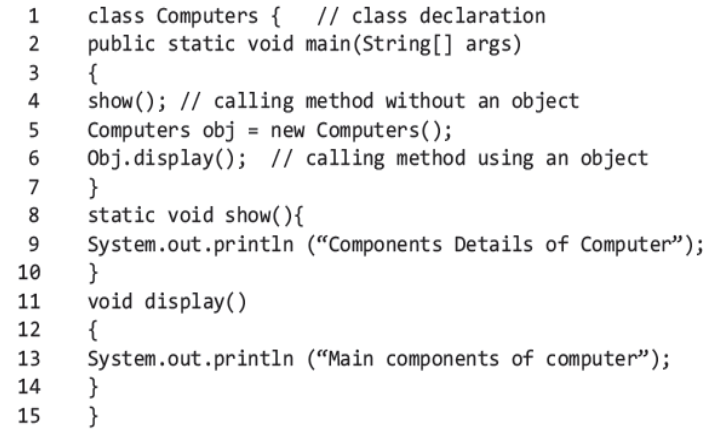 1 class Computers { // class declaration
2 public static void main(String[] args)
3 {
4 show(); // calling method without an object
5 Computers obj = new Computers();
6 Obj.display(); // calling method using an object
7 }
8 static void show(){
9 System.out.println (“Components Details of Computer”);
10 }
11 void display()
12 {
13 System.out.println (“Main components of computer”);
14 }
15 }